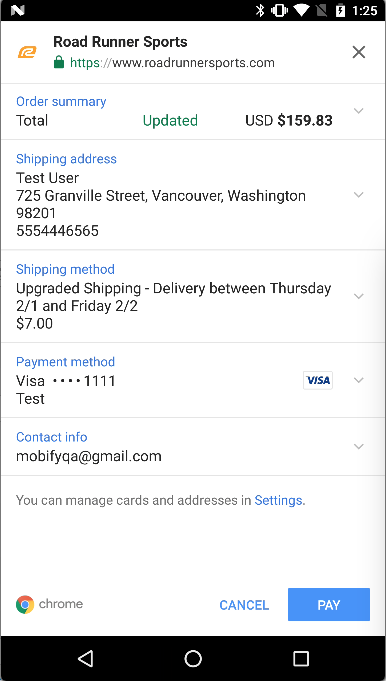 1:25
Road Runner Sports
https://www.roadrunnersports.com
Order summary
Total Updated USD $159.83
Shipping address
Test User
725 Granville Street, Vancouver, Washington
98201
5554446565
Shipping method
Upgraded Shipping - Delivery between Thursday
2/1 and Friday 2/2
$7.00
Payment method
Visa •••• 1111 VISA
Test
Contact info
mobifyqa@gmail.com
You can manage cards and addresses in Settings.
chrome CANCEL PAY